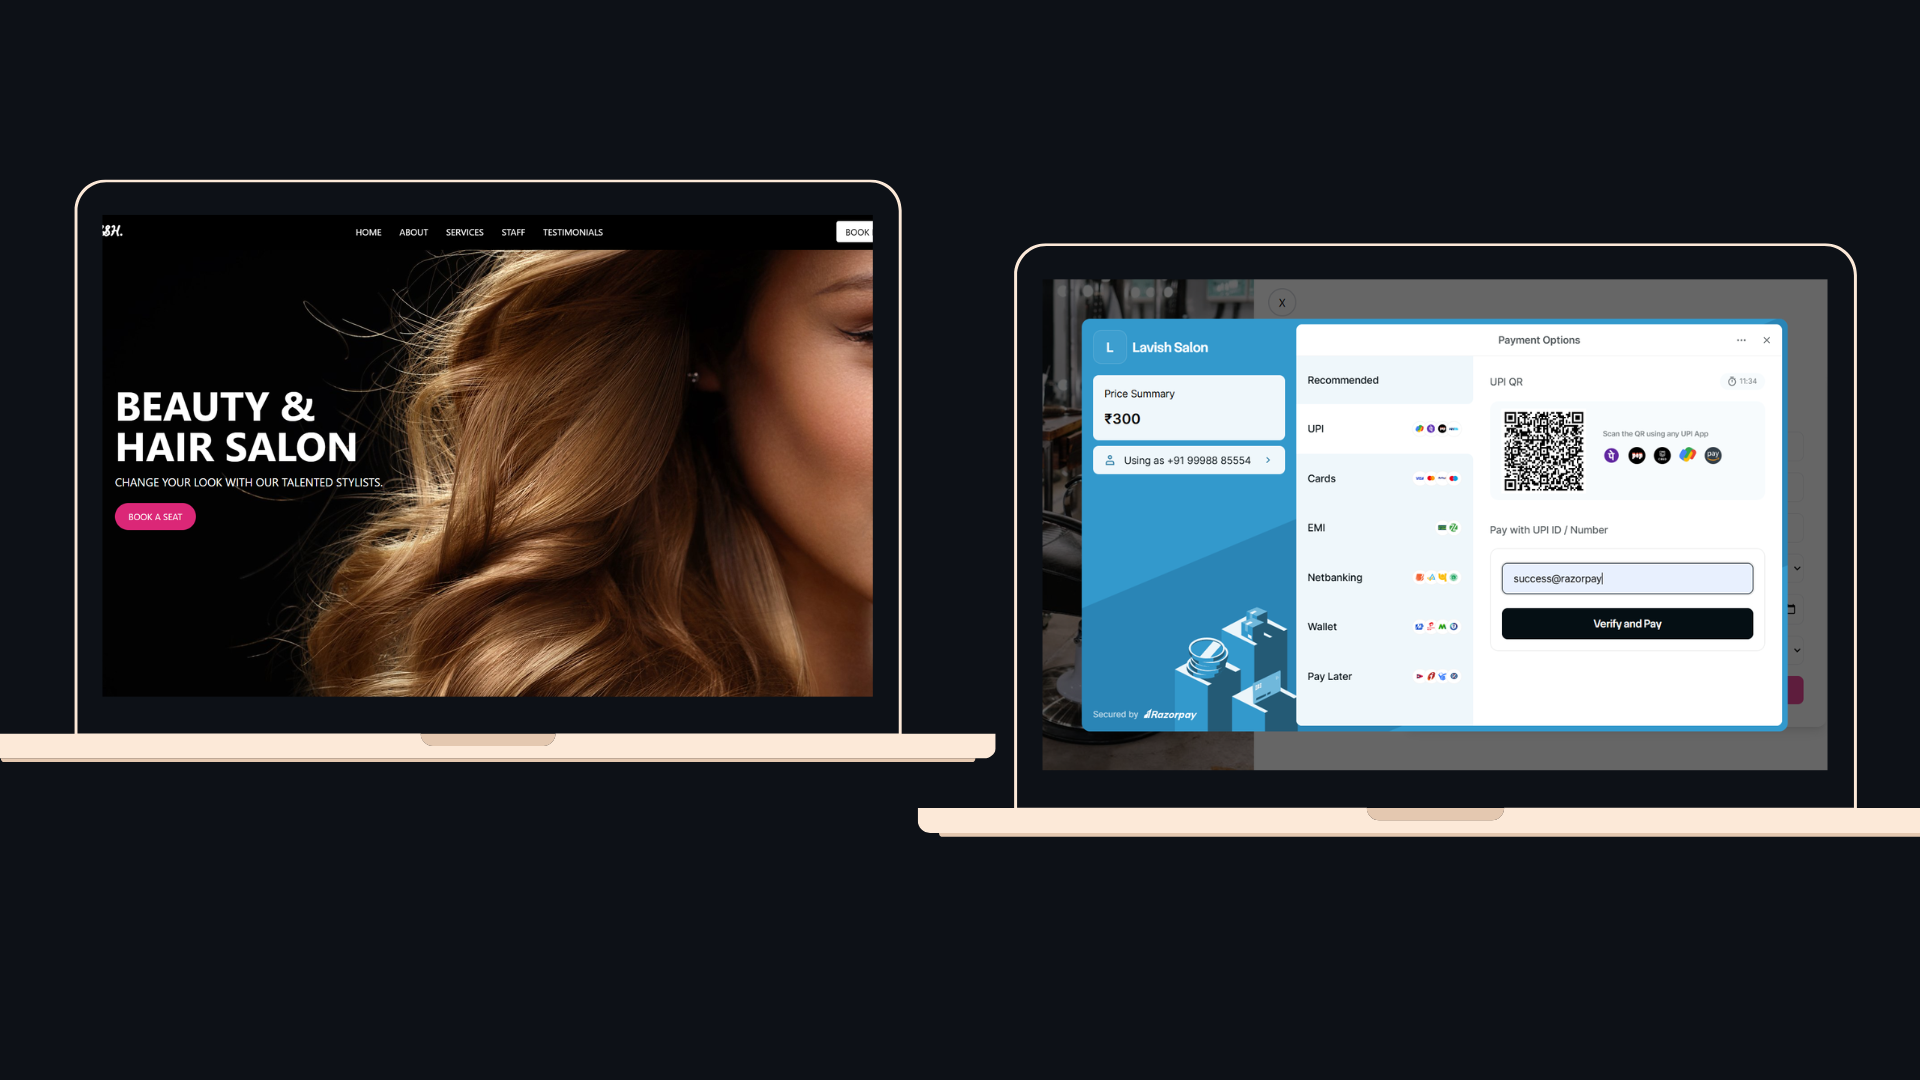 SH.
HOME ABOUT SERVICES STAFF TESTIMONIALS
BOOK
BEAUTY &
HAIR SALON
CHANGE YOUR LOOK WITH OUR TALENTED STYLISTS.
BOOK A SEAT
X
L Lavish Salon
Price Summary
₹300
Using as +91 99988 85554
Secured by Razorpay
Payment Options
Recommended
UPI
Cards
EMI
Netbanking
Wallet
Pay Later
UPI QR
11:34
Scan the QR using any UPI App
pay
Pay with UPI ID / Number
success@razorpay
Verify and Pay